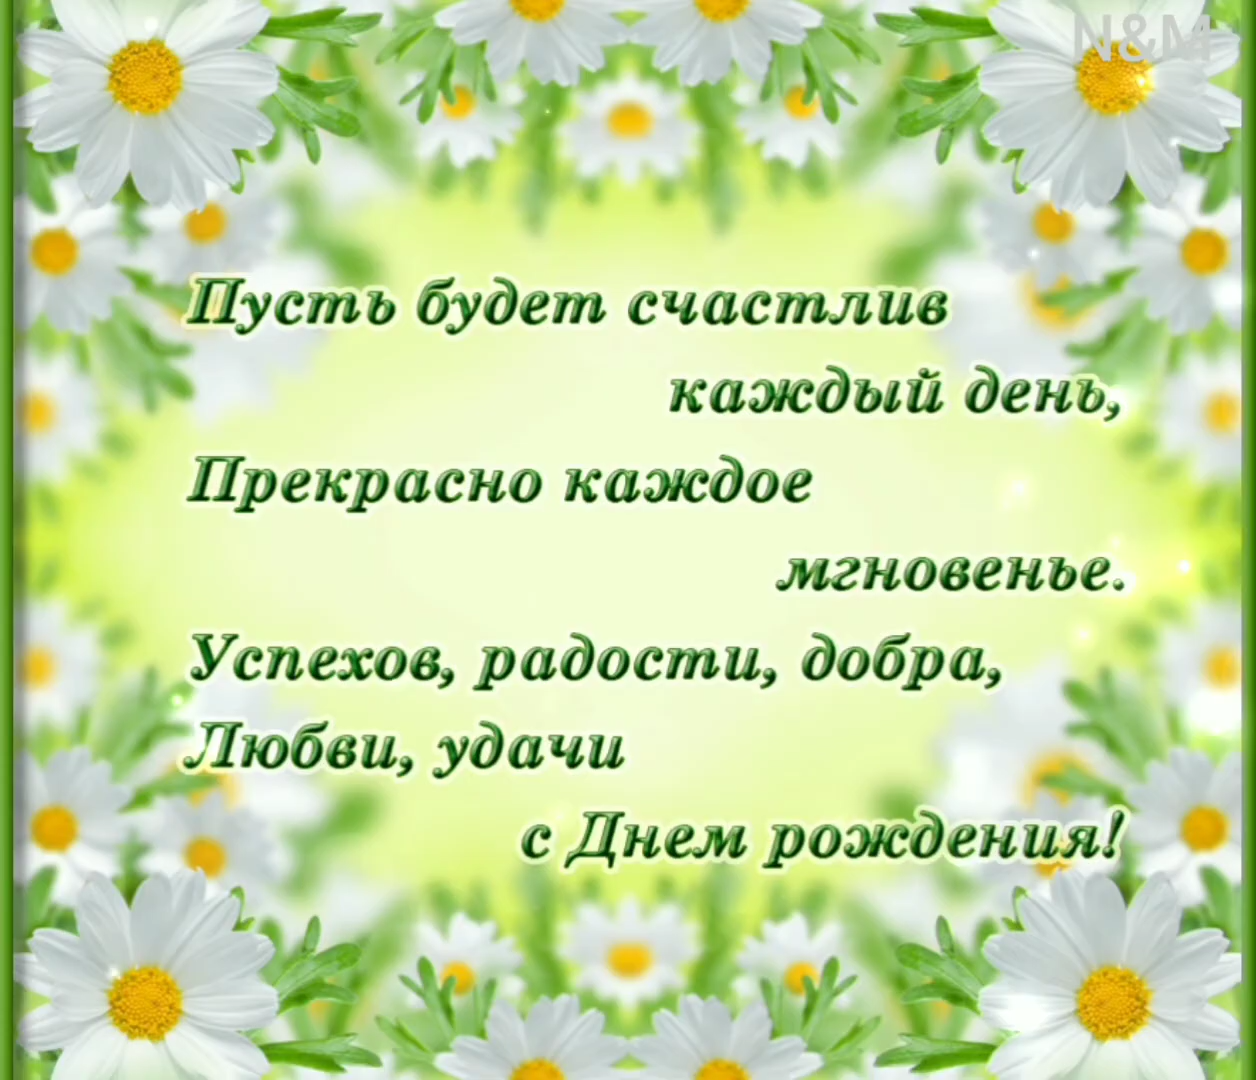 N&M
Пусть будет счастлив
каждый день,
Прекрасно каждое
мгновенье.
Успехов, радости, добра,
Любви, удачи
с Днем рождения!